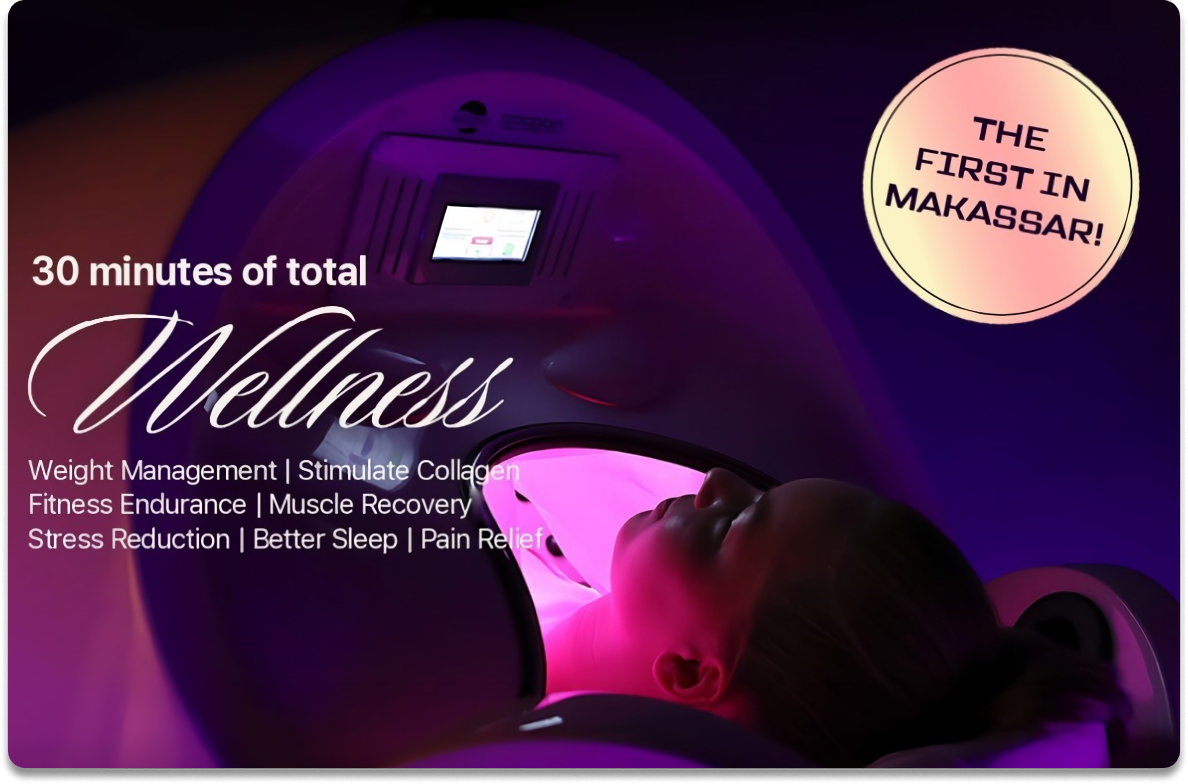 THE
FIRST IN
MAKASSAR!
30 minutes of total
Wellness
Weight Management | Stimulate Collagen
Fitness Endurance | Muscle Recovery
Stress Reduction | Better Sleep | Pain Relief